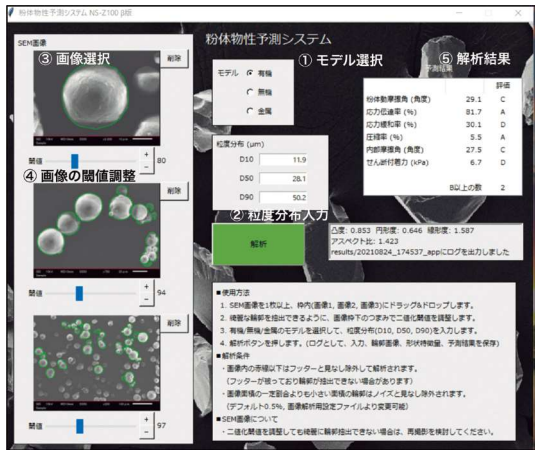 粉体物性予測システム NS-Z100 β版
SEM画像
③ 画像選択
削除
閾値
+
-
80
④ 画像の閾値調整
削除
閾値
+
-
94
削除
閾値
+
-
97
粉体物性予測システム
① モデル選択
モデル
有機
無機
金属
粒度分布 (μm)
D10 11.9
D50 28.1
D90 50.2
② 粒度分布入力
解析
⑤ 解析結果
予測結果
評価
粉体動摩擦角 (角度) 29.1 C
応力伝達率 (%) 81.7 A
応力緩和率 (%) 30.1 D
圧縮率 (%) 5.5 A
内部摩擦角 (角度) 27.5 C
せん断付着力 (kPa) 6.7 D
B以上の数 2
凸度: 0.853 円形度: 0.646 線形度: 1.587
アスペクト比: 1.423
results/20210824_174537_appにログを出力しました
■使用方法
1. SEM画像を1枚以上、枠内(画像1, 画像2, 画像3)にドラッグ&ドロップします。
2. 綺麗な輪郭を抽出できるように、画像枠下のつまみで二値化閾値を調整します。
3. 有機/無機/金属のモデルを選択して、粒度分布(D10, D50, D90)を入力します。
4. 解析ボタンを押します。(ログとして、入力、輪郭画像、形状特徴量、予測結果を保存)
■解析条件
・画像内の赤線以下はフッターと見なし除外して解析されます。
(フッターが残っており輪郭が抽出できない場合があります)
・画像面積の一定割合よりも小さい面積の輪郭はノイズと見なし除外されます。
(デフォルト0.5%, 画像解析用設定ファイルより変更可能)
■SEM画像について
・二値化閾値を調整しても綺麗に輪郭が抽出できない場合は、再撮影を検討してください。